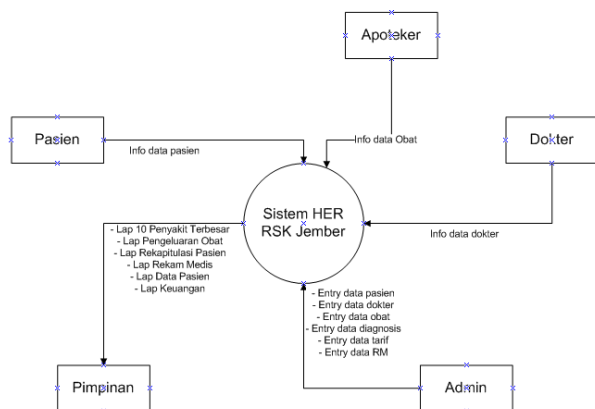 Apoteker
Pasien
Dokter
Info data pasien
Info data Obat
Sistem HER
RSK Jember
Info data dokter
- Lap 10 Penyakit Terbesar
- Lap Pengeluaran Obat
- Lap Rekapitulasi Pasien
- Lap Rekam Medis
- Lap Data Pasien
- Lap Keuangan
- Entry data pasien
- Entry data dokter
- Entry data obat
- Entry data diagnosis
- Entry data tarif
- Entry data RM
Pimpinan
Admin